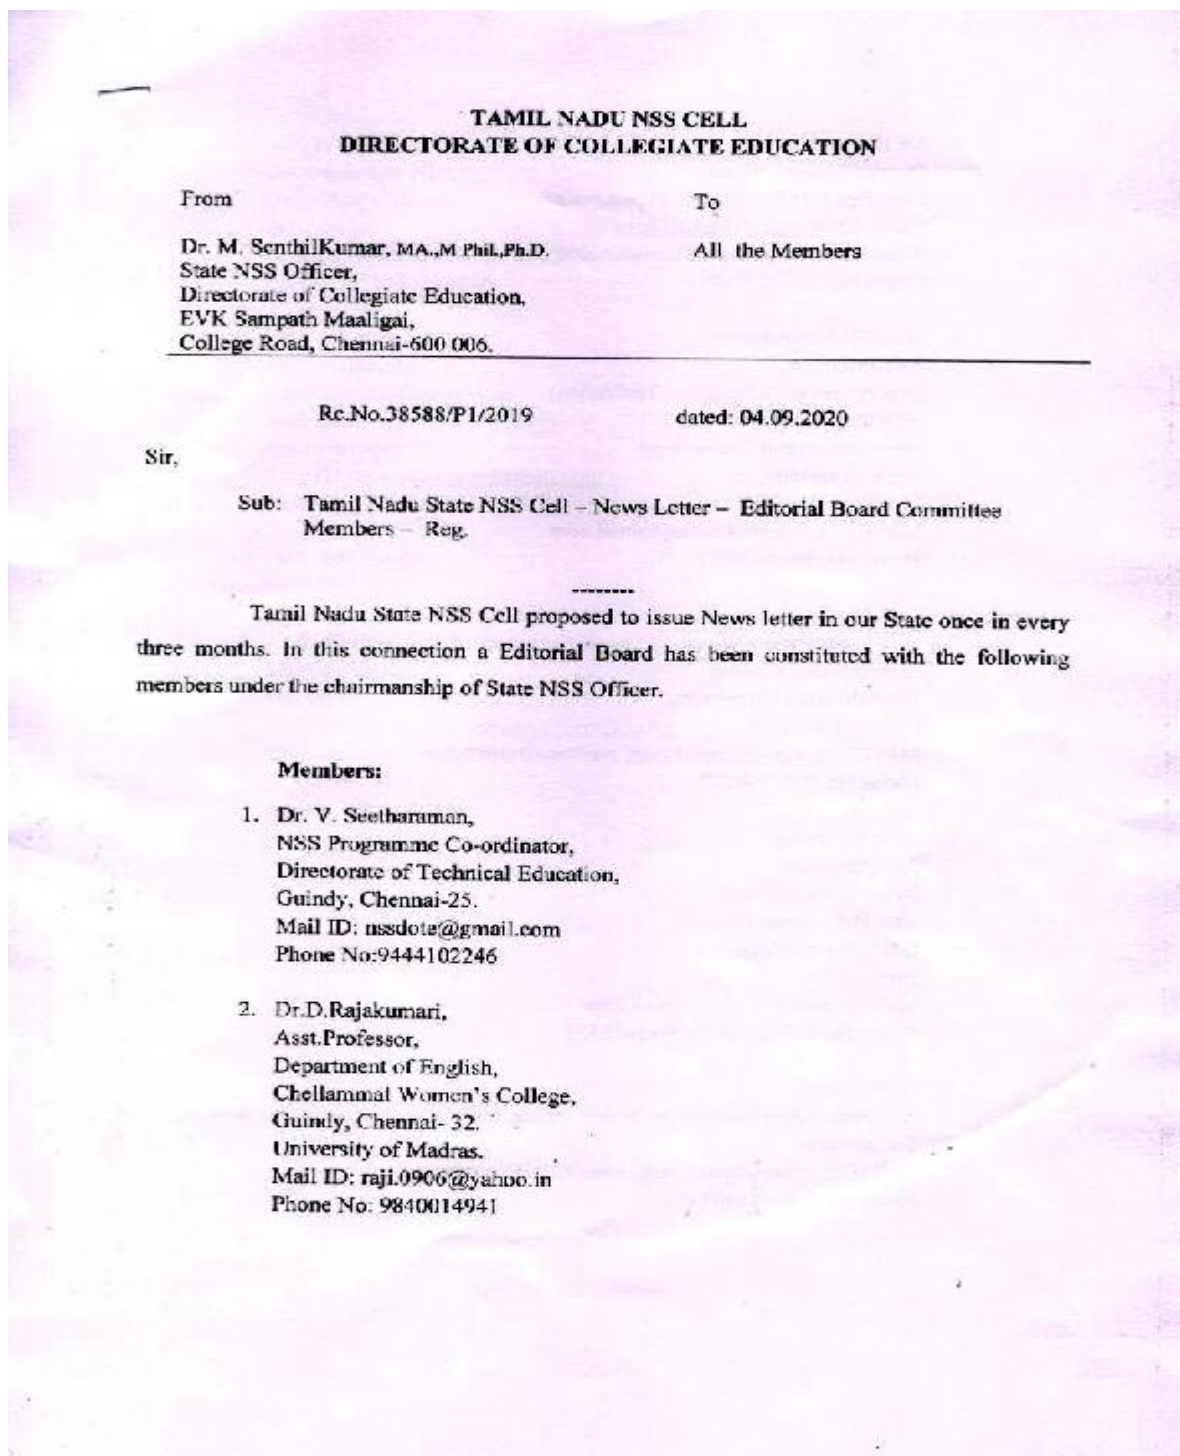 TAMIL NADU NSS CELL
DIRECTORATE OF COLLEGIATE EDUCATION
From
To
Dr. M. SenthilKumar, MA.,M Phil.,Ph.D.
All the Members
State NSS Officer,
Directorate of Collegiate Education,
EVK Sampath Maaligai,
College Road, Chennai-600 006.
Rc.No.38588/P1/2019 dated: 04.09.2020
Sir,
Sub: Tamil Nadu State NSS Cell – News Letter – Editorial Board Committee
Members – Reg.
--------
Tamil Nadu State NSS Cell proposed to issue News letter in our State once in every
three months. In this connection a Editorial Board has been constituted with the following
members under the chairmanship of State NSS Officer.
Members:
1. Dr. V. Seetharaman,
NSS Programme Co-ordinator,
Directorate of Technical Education,
Guindy, Chennai-25.
Mail ID: nssdote@gmail.com
Phone No:9444102246
2. Dr.D.Rajakumari,
Asst.Professor,
Department of English,
Chellammal Women's College,
Guindy, Chennai- 32.
University of Madras.
Mail ID: raji.0906@yahoo.in
Phone No: 9840014941